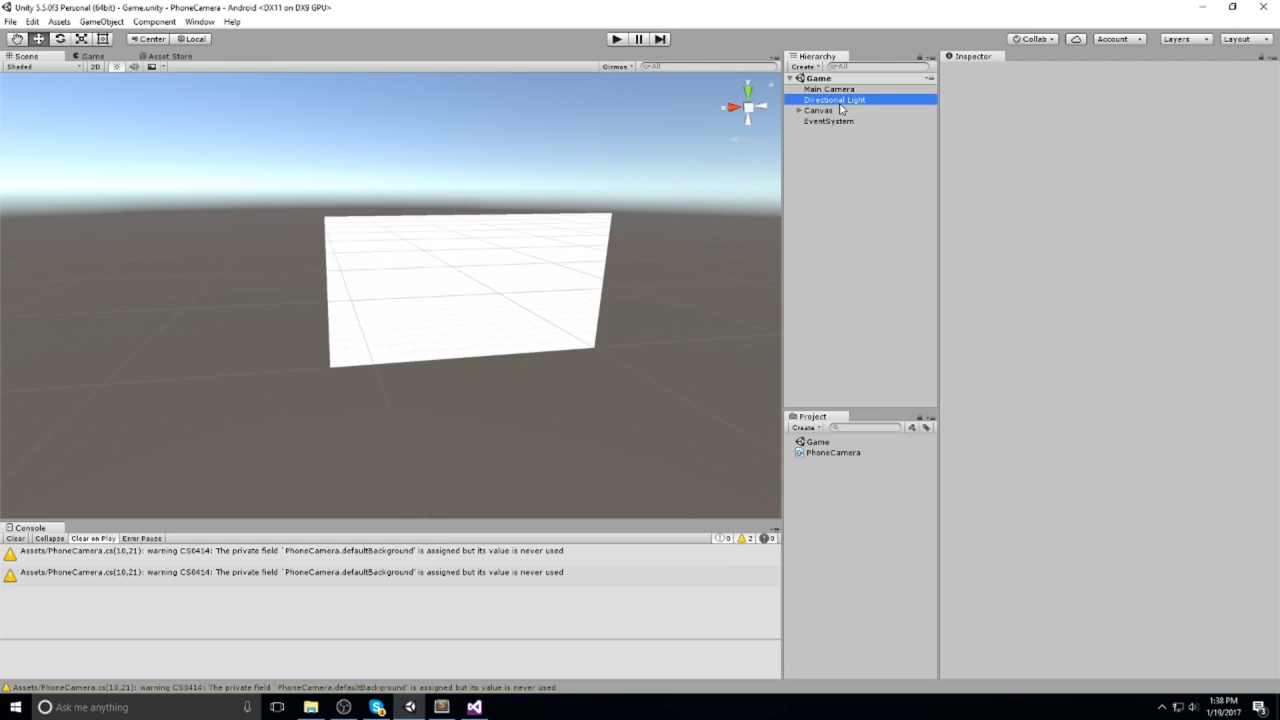 Unity 5.5.0f3 Personal (64bit) - Game.unity - PhoneCamera - Android <DX11 on DX9 GPU>
File Edit Assets GameObject Component Window Help
Center Local Collab Account Layers Layout
Scene Game Asset Store
Shaded 2D Gizmos All
Hierarchy
Create All
Game
Main Camera
Directional Light
Canvas
EventSystem
Inspector
Project
Create
Game
PhoneCamera
Console
Clear Collapse Clear on Play Error Pause 0 2 0
Assets/PhoneCamera.cs(10,21): warning CS0414: The private field `PhoneCamera.defaultBackground' is assigned but its value is never used
Assets/PhoneCamera.cs(10,21): warning CS0414: The private field `PhoneCamera.defaultBackground' is assigned but its value is never used
Assets/PhoneCamera.cs(10,21): warning CS0414: The private field `PhoneCamera.defaultBackground' is assigned but its value is never used
Ask me anything
1:38 PM
1/19/2017